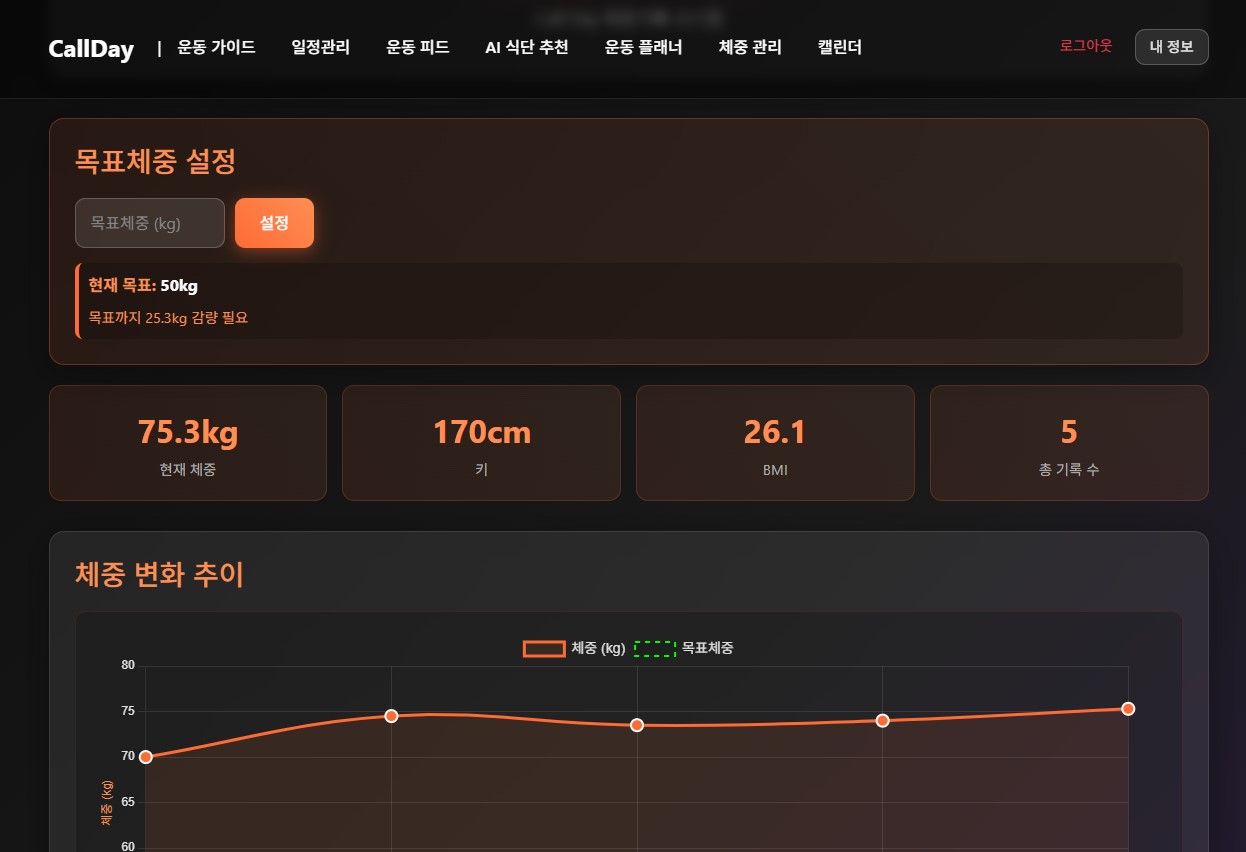 CallDay | 운동 가이드 일정관리 운동 피드 AI 식단 추천 운동 플래너 체중 관리 캘린더 로그아웃 내 정보
목표체중 설정
목표체중 (kg) 설정
현재 목표: 50kg
목표까지 25.3kg 감량 필요
75.3kg
현재 체중
170cm
키
26.1
BMI
5
총 기록 수
체중 변화 추이
체중 (kg) 목표체중
80
75
70
65
60
체중 (kg)